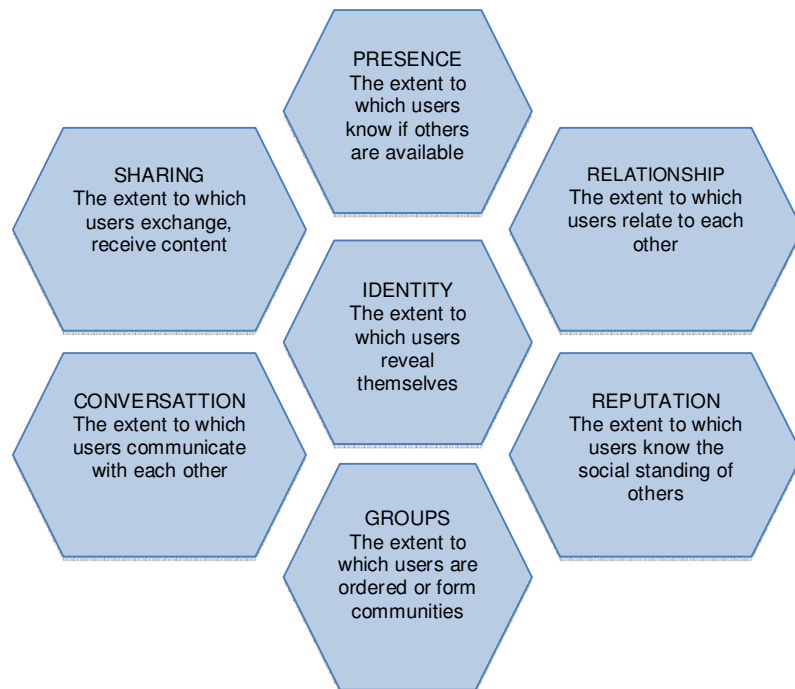 PRESENCE
The extent to
which users
know if others
are available
SHARING
The extent to which
users exchange,
receive content
RELATIONSHIP
The extent to which
users relate to each
other
IDENTITY
The extent to
which users
reveal
themselves
CONVERSATTION
The extent to which
users communicate
with each other
REPUTATION
The extent to which
users know the
social standing of
others
GROUPS
The extent to
which users are
ordered or form
communities